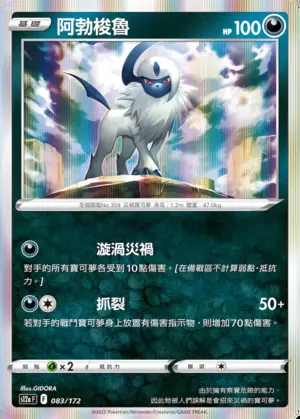 基礎 阿勃梭魯 HP100
全國圖鑑No.359 災禍寶可夢 身高:1.2m 體重:47.0kg
漩渦災禍
對手的所有寶可夢各受到10點傷害。[在備戰區不計算弱點、抵抗
力。]
抓裂 50+
若對手的戰鬥寶可夢身上放置有傷害指示物,則增加70點傷害。
弱點 ×2 抵抗力 撤退
Illus.GIDORA
s12a F F 083/172
由於擁有察覺危險的能力,
因此牠被人們誤解是會招來災禍的寶可夢。
©2022 Pokémon/Nintendo/Creatures/GAME FREAK.